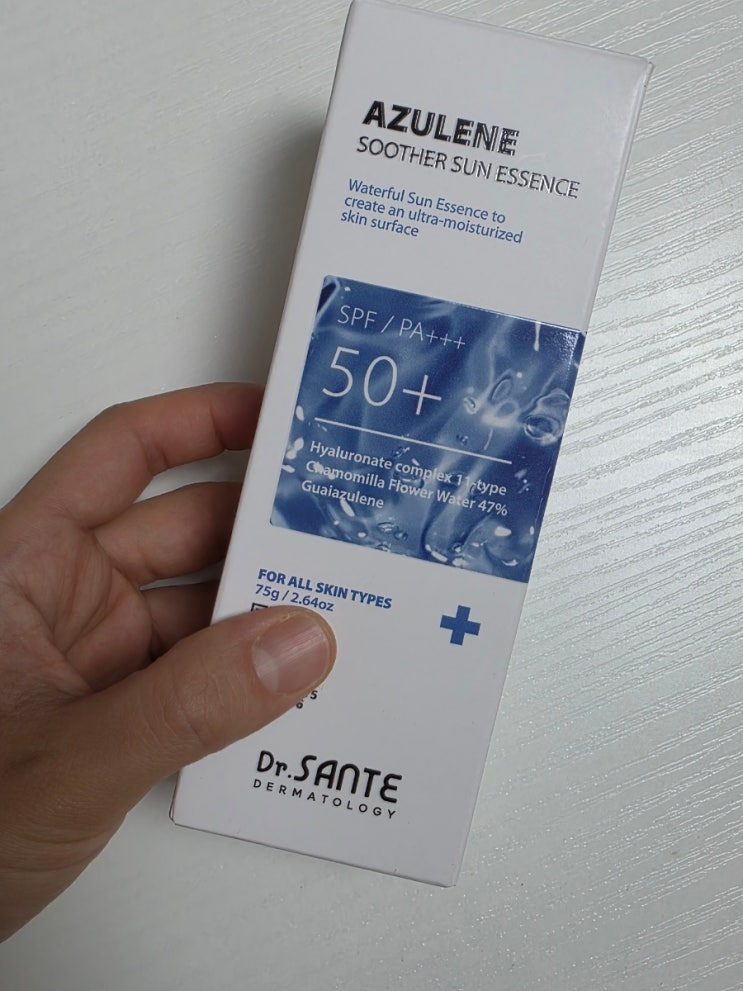 AZULENE
SOOTHER SUN ESSENCE
Waterful Sun Essence to
create an ultra-moisturized
skin surface
SPF / PA+++
50+
Hyaluronate complex 11-type
Chamomilla Flower Water 47%
Guaiazulene
FOR ALL SKIN TYPES
75g / 2.64oz
Dr.SANTE
DERMATOLOGY